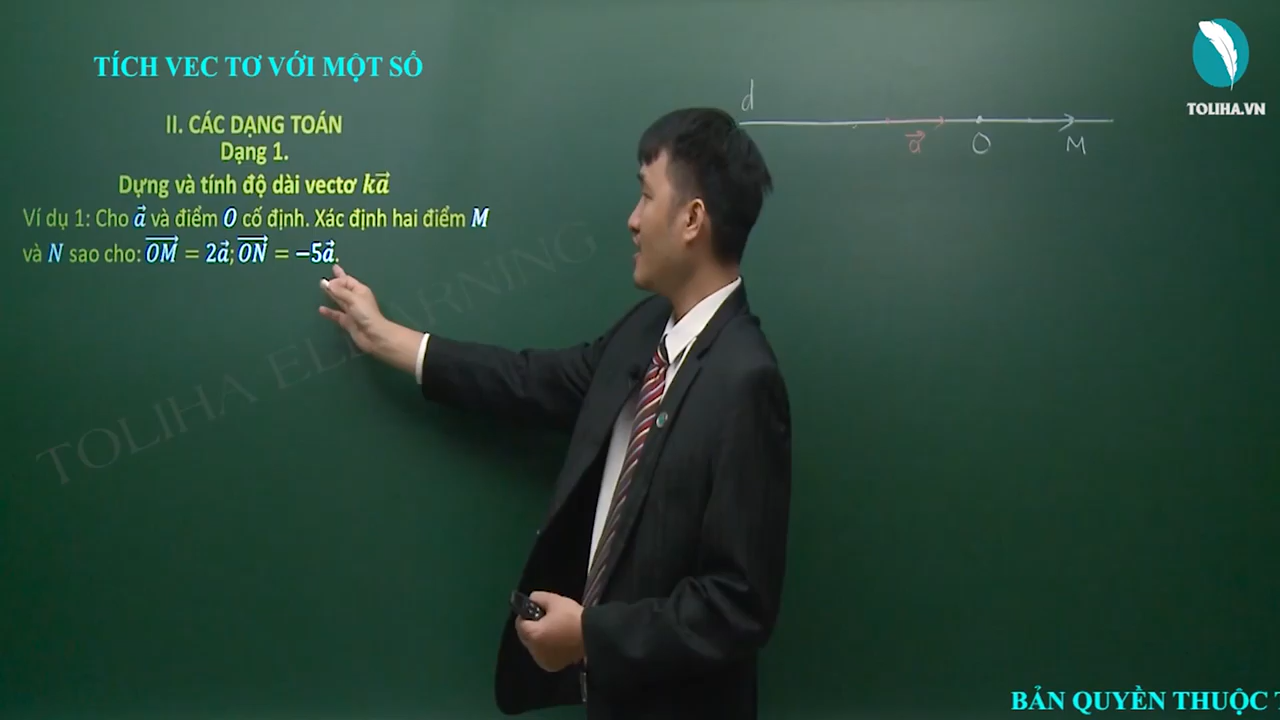 TÍCH VEC TƠ VỚI MỘT SỐ
TOLIHA.VN
II. CÁC DẠNG TOÁN
Dạng 1.
Dựng và tính độ dài vectơ $k\vec{a}$
Ví dụ 1: Cho $\vec{a}$ và điểm O cố định. Xác định hai điểm M
và N sao cho: $\overrightarrow{OM} = 2\vec{a}; \overrightarrow{ON} = -5\vec{a}.$
d
$\vec{a}$ O M
TOLIHA ELEARNING
BẢN QUYỀN THUỘC